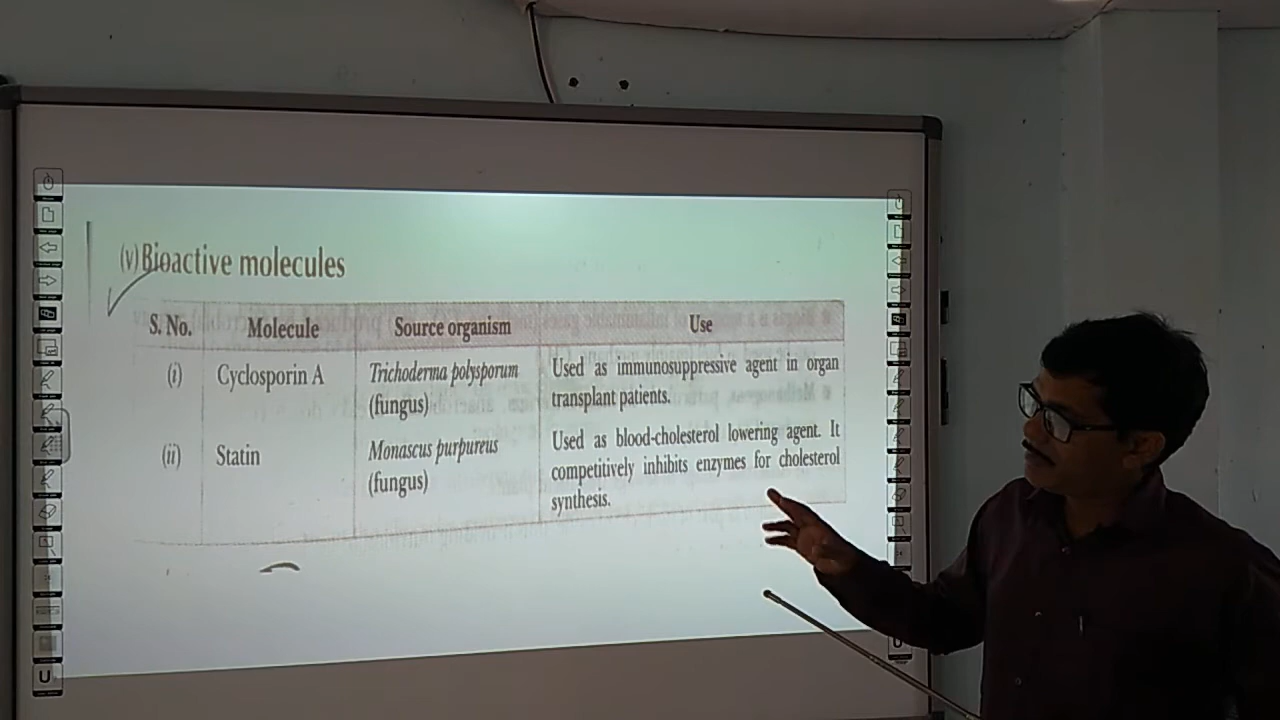 (v) Bioactive molecules
S. No. Molecule Source organism Use
(i) Cyclosporin A Trichoderma polysporum (fungus) Used as immunosuppressive agent in organ
transplant patients.
(ii) Statin Monascus purpureus (fungus) Used as blood-cholesterol lowering agent. It
competitively inhibits enzymes for cholesterol
synthesis.
U
U